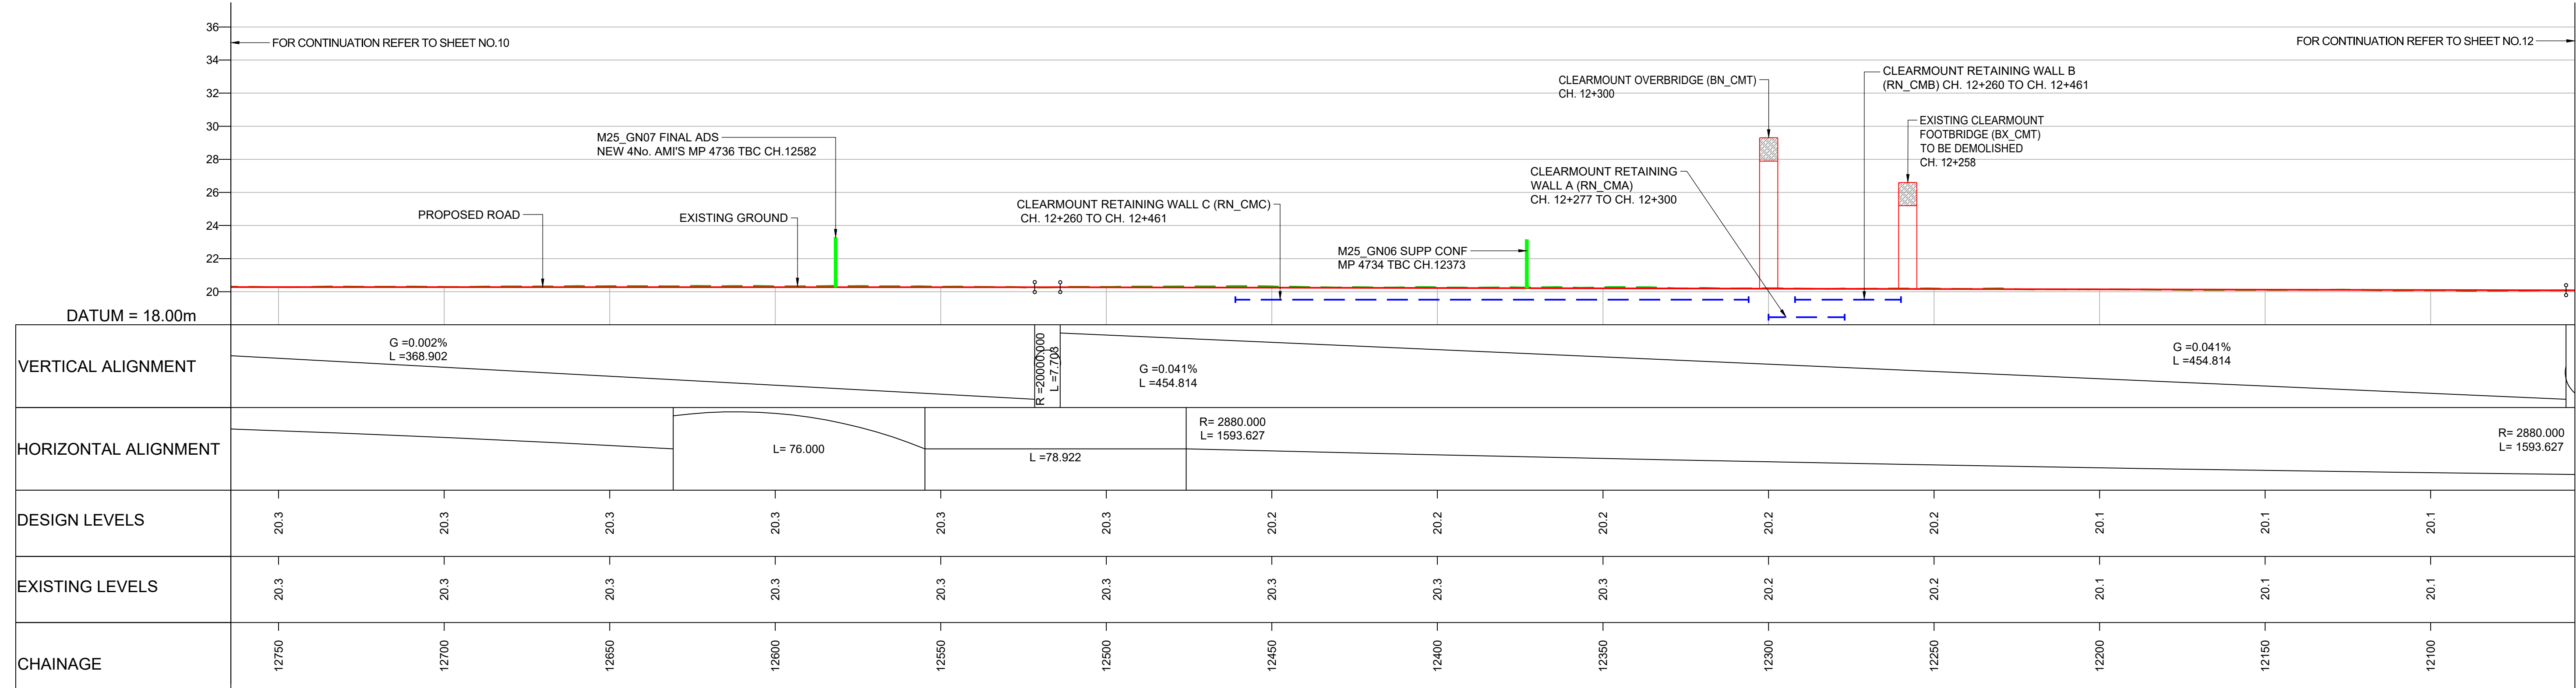 36
34
32
30
28
26
24
22
20
DATUM = 18.00m
FOR CONTINUATION REFER TO SHEET NO.10
FOR CONTINUATION REFER TO SHEET NO.12
PROPOSED ROAD
M25_GN07 FINAL ADS
NEW 4No. AMI'S MP 4736 TBC CH.12582
EXISTING GROUND
CLEARMOUNT RETAINING WALL C (RN_CMC)
CH. 12+260 TO CH. 12+461
M25_GN06 SUPP CONF
MP 4734 TBC CH.12373
CLEARMOUNT OVERBRIDGE (BN_CMT)
CH. 12+300
CLEARMOUNT RETAINING
WALL A (RN_CMA)
CH. 12+277 TO CH. 12+300
CLEARMOUNT RETAINING WALL B
(RN_CMB) CH. 12+260 TO CH. 12+461
EXISTING CLEARMOUNT
FOOTBRIDGE (BX_CMT)
TO BE DEMOLISHED
CH. 12+258
VERTICAL ALIGNMENT
G =0.002%
L =368.902
R =20000.000
L =7.703
G =0.041%
L =454.814
G =0.041%
L =454.814
HORIZONTAL ALIGNMENT
L= 76.000
L =78.922
R= 2880.000
L= 1593.627
R= 2880.000
L= 1593.627
DESIGN LEVELS
20.3
20.3
20.3
20.3
20.3
20.3
20.2
20.2
20.2
20.2
20.2
20.1
20.1
20.1
EXISTING LEVELS
20.3
20.3
20.3
20.3
20.3
20.3
20.3
20.3
20.3
20.2
20.2
20.1
20.1
20.1
CHAINAGE
12750
12700
12650
12600
12550
12500
12450
12400
12350
12300
12250
12200
12150
12100